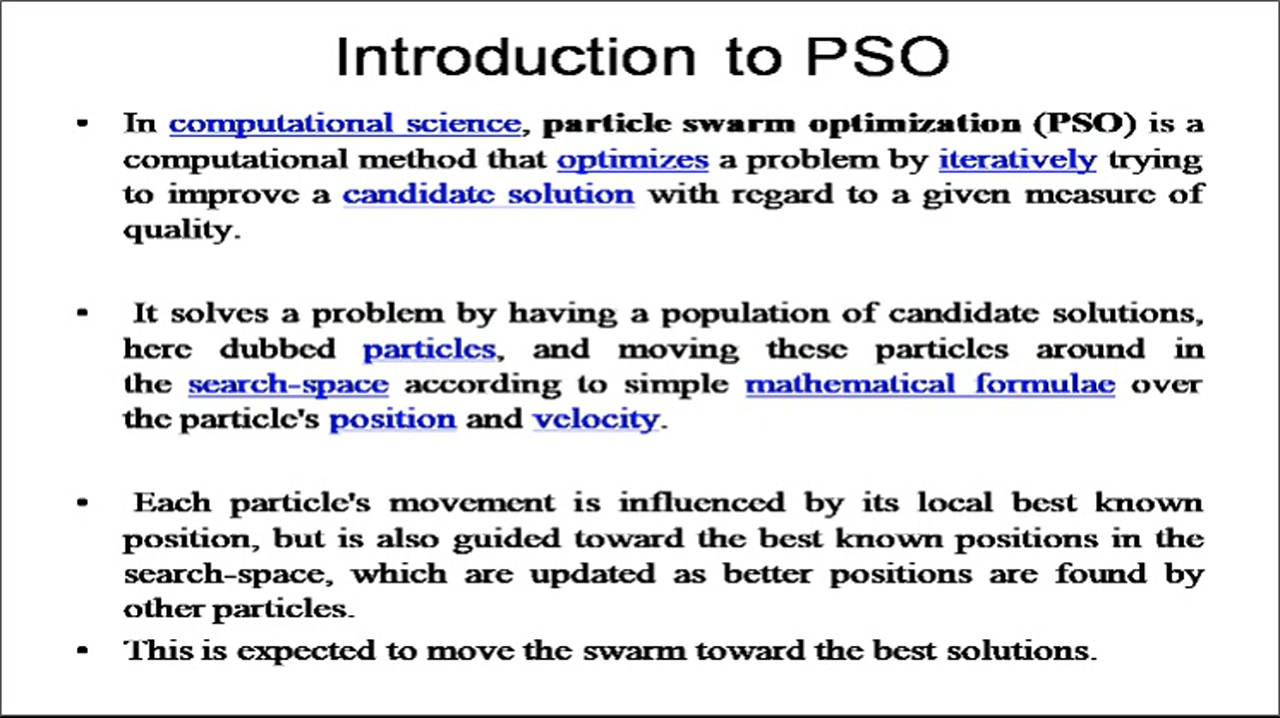 Introduction to PSO
• In computational science, particle swarm optimization (PSO) is a
computational method that optimizes a problem by iteratively trying
to improve a candidate solution with regard to a given measure of
quality.
• It solves a problem by having a population of candidate solutions,
here dubbed particles, and moving these particles around in
the search-space according to simple mathematical formulae over
the particle's position and velocity.
• Each particle's movement is influenced by its local best known
position, but is also guided toward the best known positions in the
search-space, which are updated as better positions are found by
other particles.
• This is expected to move the swarm toward the best solutions.